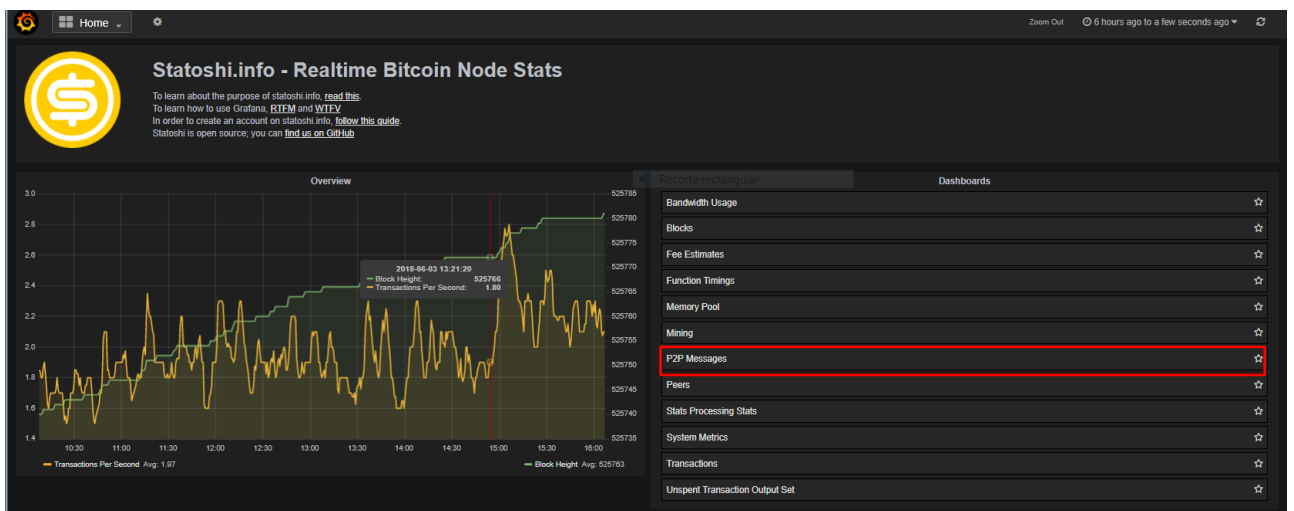 Home
Zoom Out
6 hours ago to a few seconds ago
Statoshi.info - Realtime Bitcoin Node Stats
To learn about the purpose of statoshi.info, read this.
To learn how to use Grafana, RTFM and WTFV
In order to create an account on statoshi.info, follow this guide.
Statoshi is open source; you can find us on GitHub
Overview
3.0
2.8
2.6
2.4
2.2
2.0
1.8
1.6
1.4
525785
525780
525775
525770
525765
525760
525755
525750
525745
525740
525735
2018-06-03 13:21:20
Block Height: 525766
Transactions Per Second: 1.80
10:30 11:00 11:30 12:00 12:30 13:00 13:30 14:00 14:30 15:00 15:30 16:00
Transactions Per Second Avg: 1.97
Block Height Avg: 525763
Recorte rectangular
Dashboards
Bandwidth Usage
Blocks
Fee Estimates
Function Timings
Memory Pool
Mining
P2P Messages
Peers
Stats Processing Stats
System Metrics
Transactions
Unspent Transaction Output Set